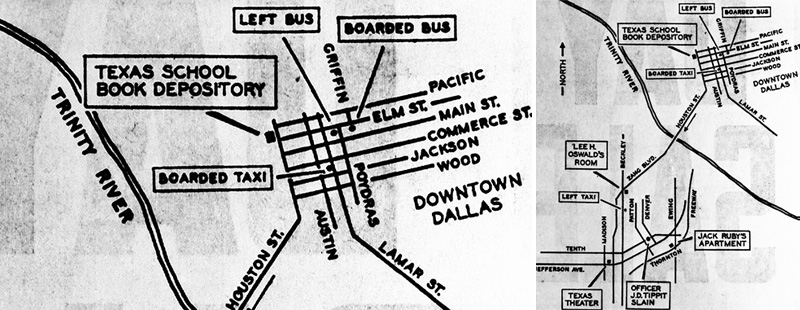 LEFT BUS
BOARDED BUS
TEXAS SCHOOL
BOOK DEPOSITORY
GRIFFIN
PACIFIC
ELM ST.
MAIN ST.
COMMERCE ST.
JACKSON
WOOD
TRINITY RIVER
BOARDED TAXI
POYDRAS
AUSTIN
DOWNTOWN
DALLAS
HOUSTON ST.
LAMAR ST.
LEFT BUS
BOARDED BUS
TEXAS SCHOOL
BOOK DEPOSITORY
GRIFFIN
PACIFIC
ELM ST.
MAIN ST.
COMMERCE ST.
JACKSON
WOOD
TRINITY RIVER
NORTH
BOARDED TAXI
POYDRAS
AUSTIN
DOWNTOWN
DALLAS
HOUSTON ST.
LAMAR ST.
LEE H.
OSWALD'S
ROOM
BECKLEY
ZANG BLVD.
LEFT TAXI
MADISON
PATTON
DENVER
EWING
FREEWAY
JACK RUBY'S
APARTMENT
TENTH
JEFFERSON AVE.
THORNTON
TEXAS
THEATER
OFFICER
J.D. TIPPIT
SLAIN